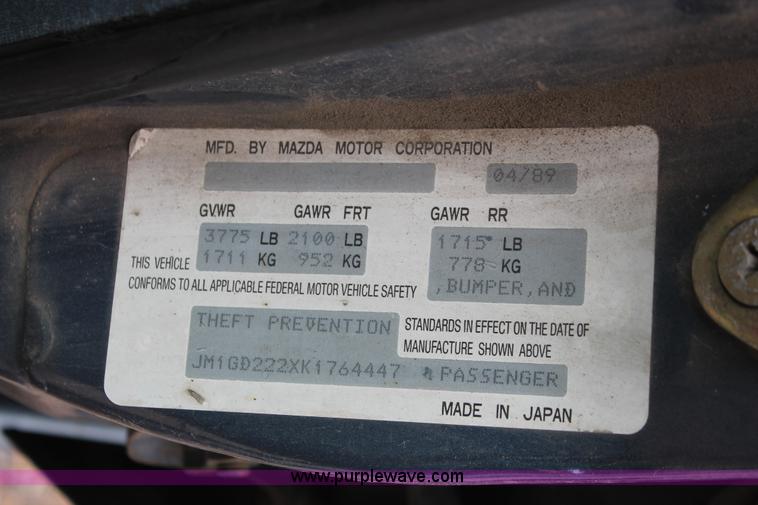 MFD. BY MAZDA MOTOR CORPORATION
04/89
GVWR GAWR FRT GAWR RR
3775 LB 2100 LB 1715 LB
1711 KG 952 KG 778 KG
THIS VEHICLE
CONFORMS TO ALL APPLICABLE FEDERAL MOTOR VEHICLE SAFETY ,BUMPER,AND
THEFT PREVENTION STANDARDS IN EFFECT ON THE DATE OF
MANUFACTURE SHOWN ABOVE
JM1GD222XK1764447 PASSENGER
MADE IN JAPAN
www.purplewave.com